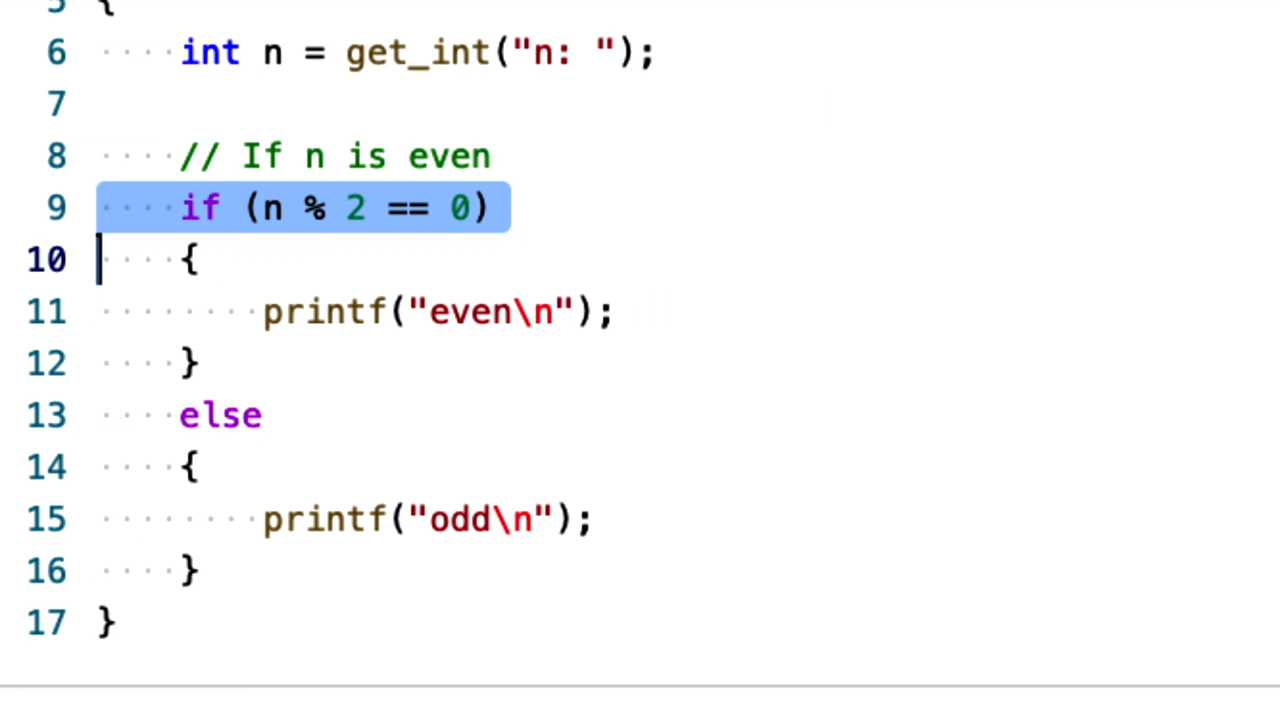 5 {
6     int n = get_int("n: ");
7
8     // If n is even
9     if (n % 2 == 0)
10     {
11         printf("even\n");
12     }
13     else
14     {
15         printf("odd\n");
16     }
17 }